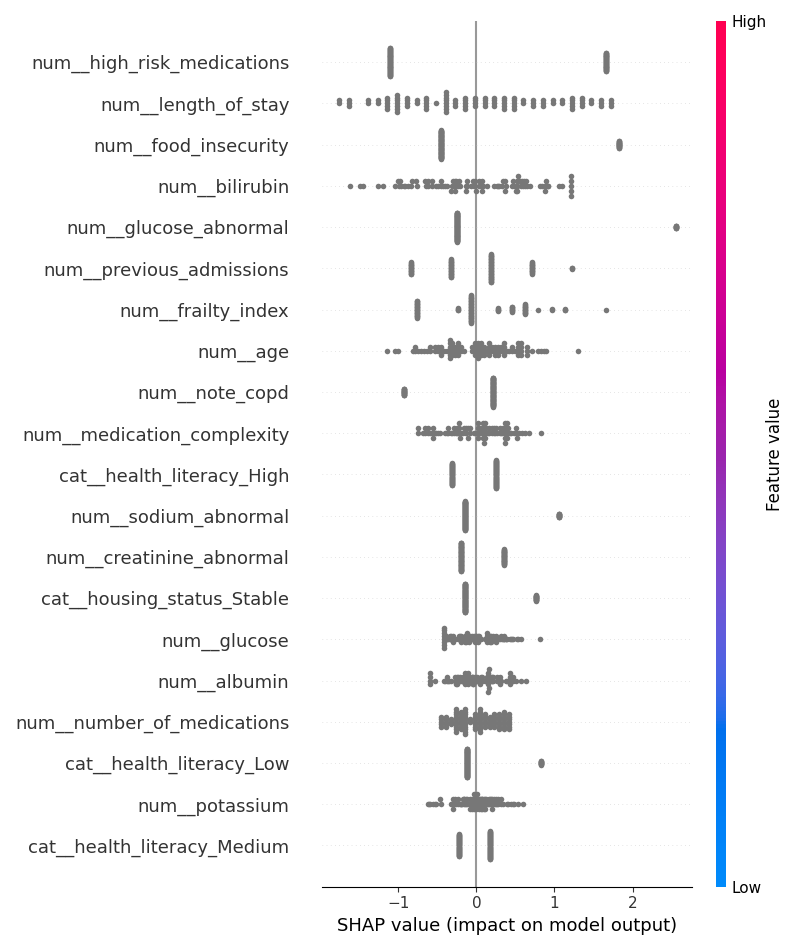 High
num__high_risk_medications
num__length_of_stay
num__food_insecurity
num__bilirubin
num__glucose_abnormal
num__previous_admissions
num__frailty_index
num__age
num__note_copd
num__medication_complexity
cat__health_literacy_High
num__sodium_abnormal
num__creatinine_abnormal
cat__housing_status_Stable
num__glucose
num__albumin
num__number_of_medications
cat__health_literacy_Low
num__potassium
cat__health_literacy_Medium
Feature value
Low
−1 0 1 2
SHAP value (impact on model output)